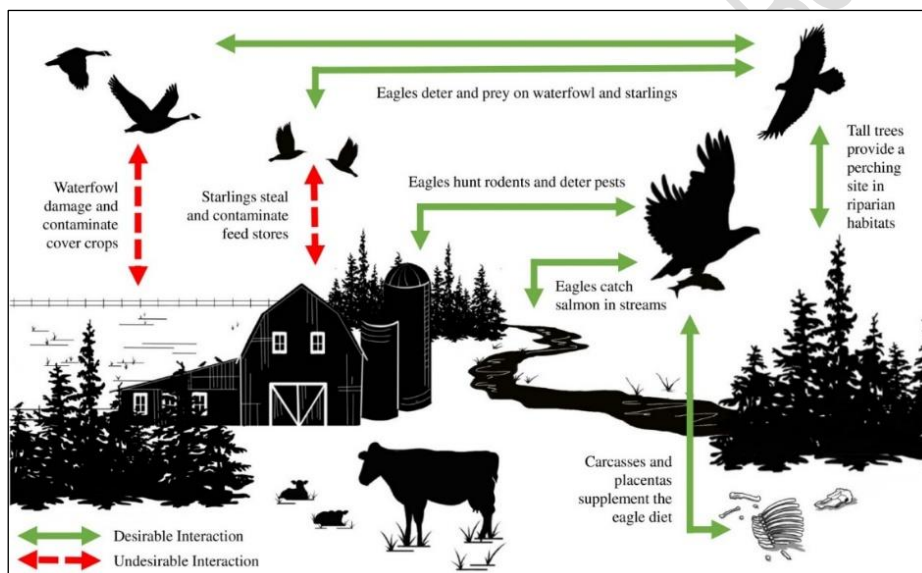 Eagles deter and prey on waterfowl and starlings
Waterfowl
damage and
contaminate
cover crops
Starlings steal
and contaminate
feed stores
Eagles hunt rodents and deter pests
Tall trees
provide a
perching
site in
riparian
habitats
Eagles catch
salmon in streams
Carcasses and
placentas
supplement the
eagle diet
Desirable Interaction
Undesirable Interaction